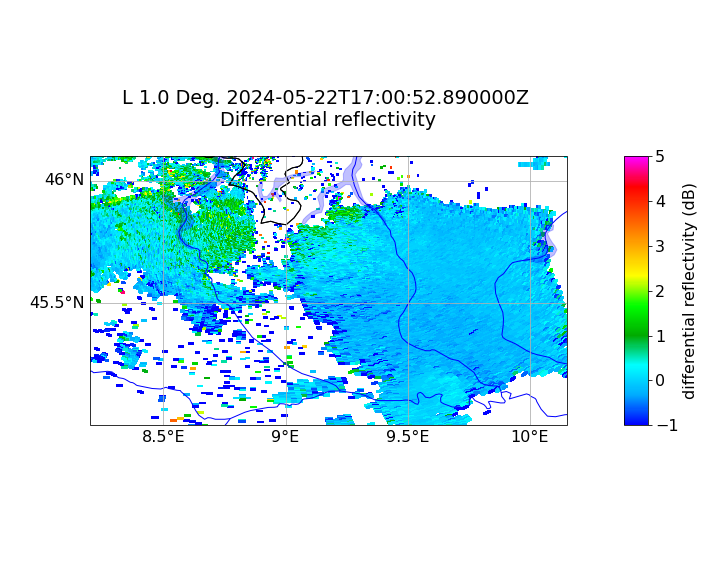 L 1.0 Deg. 2024-05-22T17:00:52.890000Z
Differential reflectivity
46°N
45.5°N
8.5°E
9°E
9.5°E
10°E
5
4
3
2
1
0
−1
differential reflectivity (dB)